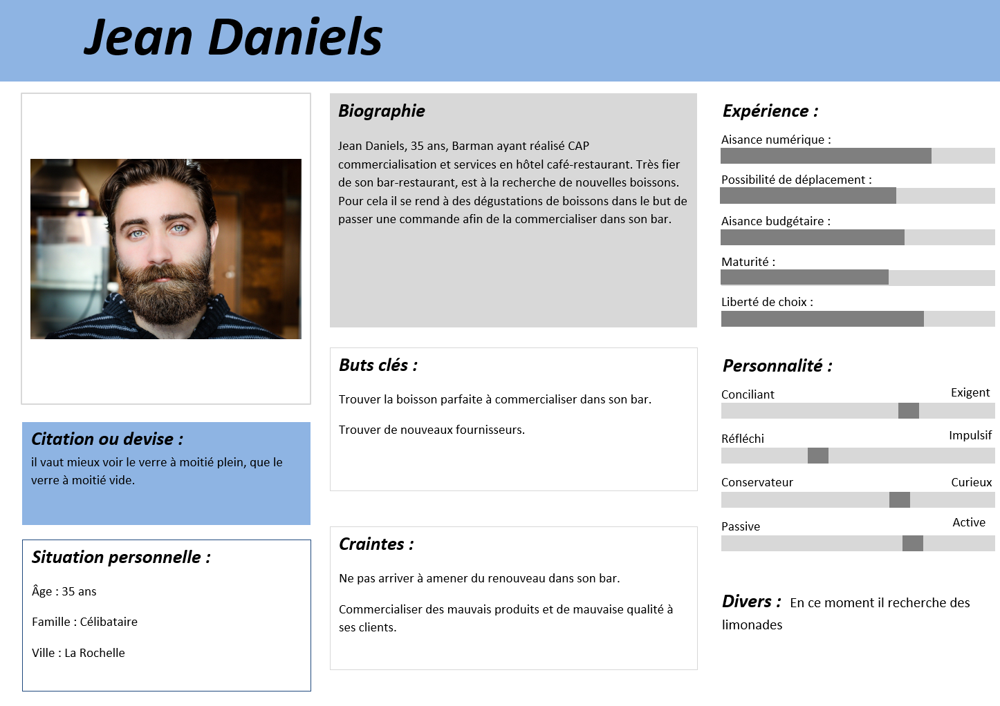 Jean Daniels
Citation ou devise :
il vaut mieux voir le verre à moitié plein, que le
verre à moitié vide.
Situation personnelle :
Âge : 35 ans
Famille : Célibataire
Ville : La Rochelle
Biographie
Jean Daniels, 35 ans, Barman ayant réalisé CAP
commercialisation et services en hôtel café-restaurant. Très fier
de son bar-restaurant, est à la recherche de nouvelles boissons.
Pour cela il se rend à des dégustations de boissons dans le but de
passer une commande afin de la commercialiser dans son bar.
Buts clés :
Trouver la boisson parfaite à commercialiser dans son bar.
Trouver de nouveaux fournisseurs.
Craintes :
Ne pas arriver à amener du renouveau dans son bar.
Commercialiser des mauvais produits et de mauvaise qualité à
ses clients.
Expérience :
Aisance numérique :
Possibilité de déplacement :
Aisance budgétaire :
Maturité :
Liberté de choix :
Personnalité :
Conciliant Exigent
Réfléchi Impulsif
Conservateur Curieux
Passive Active
Divers : En ce moment il recherche des
limonades